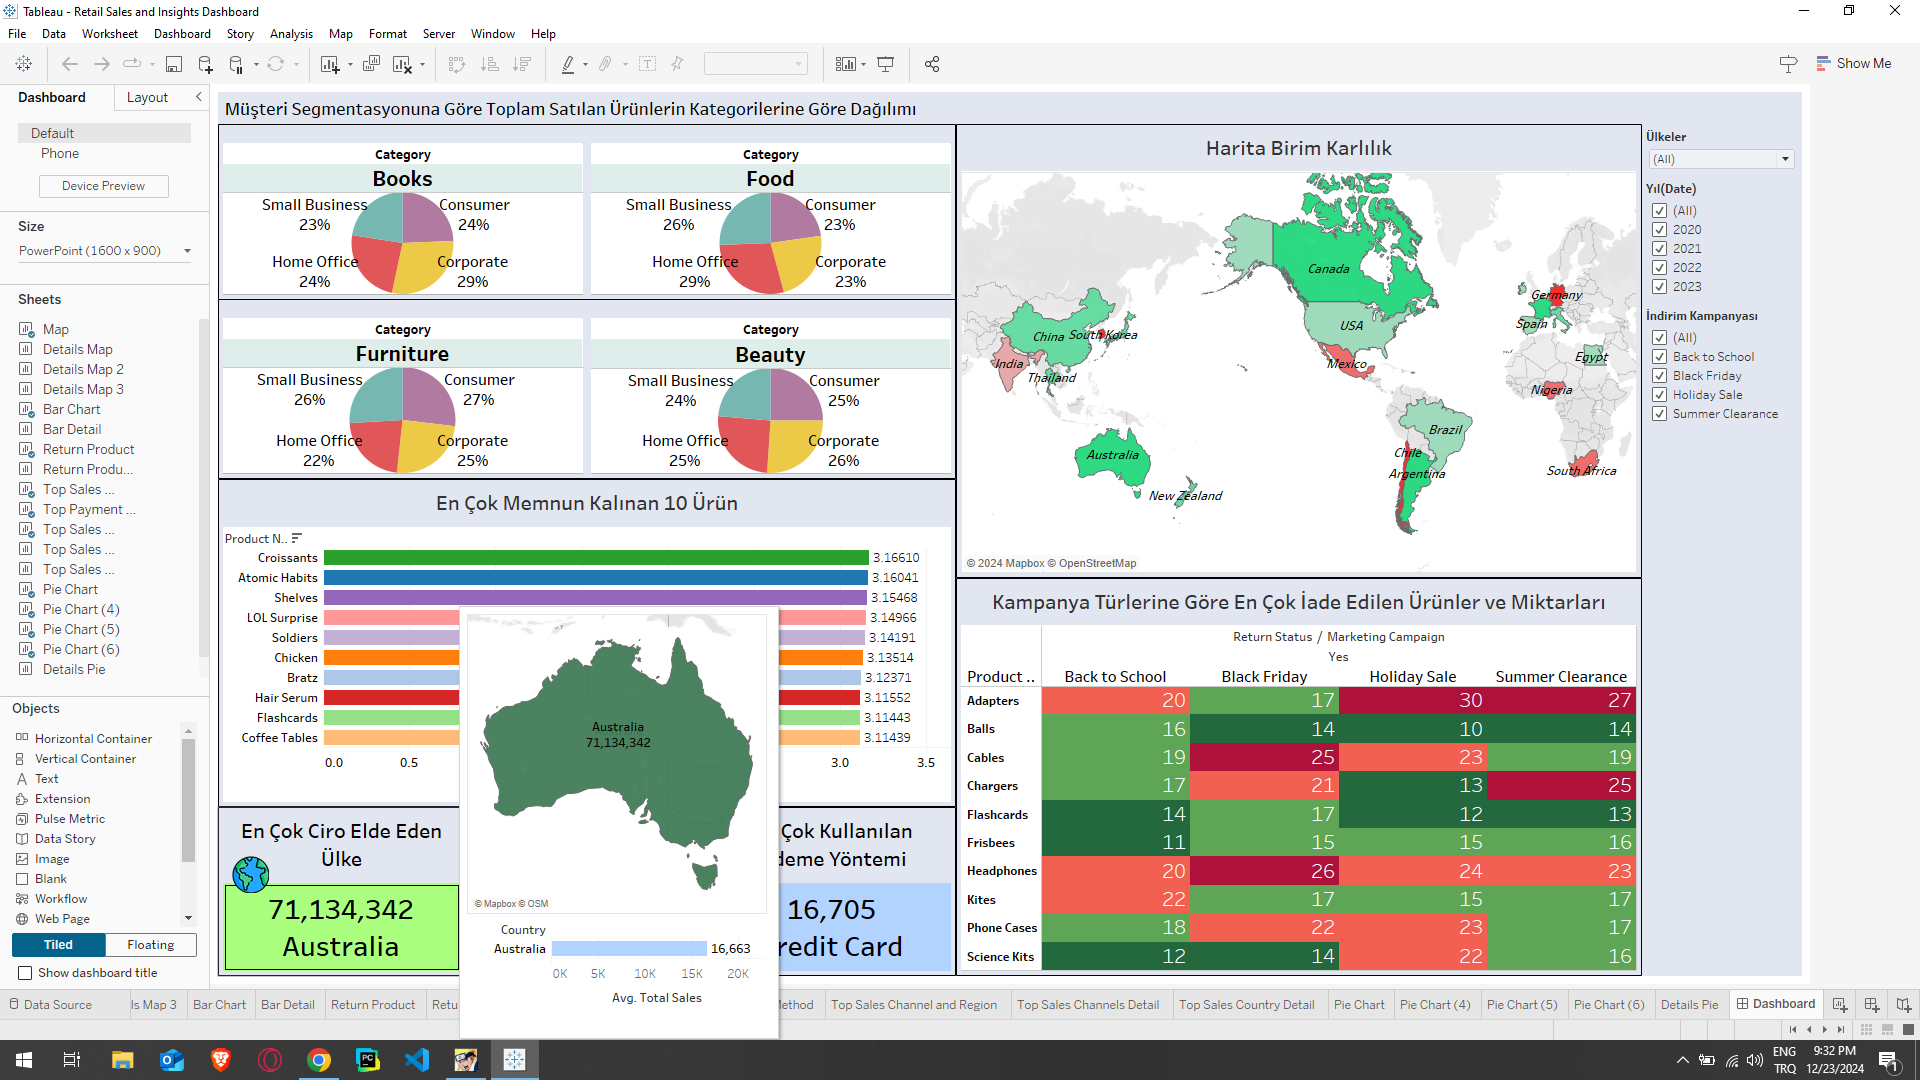 Tableau - Retail Sales and Insights Dashboard
File Data Worksheet Dashboard Story Analysis Map Format Server Window Help
Show Me
Dashboard Layout
Default
Phone
Device Preview
Size
PowerPoint (1600 x 900)
Sheets
Map
Details Map
Details Map 2
Details Map 3
Bar Chart
Bar Detail
Return Product
Return Produ...
Top Sales ...
Top Payment ...
Top Sales ...
Top Sales ...
Top Sales ...
Pie Chart
Pie Chart (4)
Pie Chart (5)
Pie Chart (6)
Details Pie
Objects
Horizontal Container
Vertical Container
Text
Extension
Pulse Metric
Data Story
Image
Blank
Workflow
Web Page
Tiled Floating
Show dashboard title
Müşteri Segmentasyonuna Göre Toplam Satılan Ürünlerin Kategorilerine Göre Dağılımı
Category
Books
Small Business
23%
Consumer
24%
Home Office
24%
Corporate
29%
Category
Food
Small Business
26%
Consumer
23%
Home Office
29%
Corporate
23%
Category
Furniture
Small Business
26%
Consumer
27%
Home Office
22%
Corporate
25%
Category
Beauty
Small Business
24%
Consumer
25%
Home Office
25%
Corporate
26%
En Çok Memnun Kalınan 10 Ürün
Product N..
Croissants 3.16610
Atomic Habits 3.16041
Shelves 3.15468
LOL Surprise 3.14966
Soldiers 3.14191
Chicken 3.13514
Bratz 3.12371
Hair Serum 3.11552
Flashcards 3.11443
Coffee Tables 3.11439
0.0 0.5 3.0 3.5
En Çok Ciro Elde Eden
Ülke
71,134,342
Australia
Australia
71,134,342
© Mapbox © OSM
Country
Australia 16,663
0K 5K 10K 15K 20K
Avg. Total Sales
Çok Kullanılan
deme Yöntemi
16,705
redit Card
Harita Birim Karlılık
Canada
USA
Mexico
Brazil
Chile
Argentina
China
South Korea
India
Thailand
Australia
New Zealand
Germany
Spain
Egypt
Nigeria
South Africa
© 2024 Mapbox © OpenStreetMap
Kampanya Türlerine Göre En Çok İade Edilen Ürünler ve Miktarları
Return Status / Marketing Campaign
Yes
Product .. Back to School Black Friday Holiday Sale Summer Clearance
Adapters 20 17 30 27
Balls 16 14 10 14
Cables 19 25 23 19
Chargers 17 21 13 25
Flashcards 14 17 12 13
Frisbees 11 15 15 16
Headphones 20 26 24 23
Kites 22 17 15 17
Phone Cases 18 22 23 17
Science Kits 12 14 22 16
Ülkeler
(All)
Yıl(Date)
(All)
2020
2021
2022
2023
İndirim Kampanyası
(All)
Back to School
Black Friday
Holiday Sale
Summer Clearance
Data Source ls Map 3 Bar Chart Bar Detail Return Product Retu ethod Top Sales Channel and Region Top Sales Channels Detail Top Sales Country Detail Pie Chart Pie Chart (4) Pie Chart (5) Pie Chart (6) Details Pie Dashboard
PC
ENG
TRQ
9:32 PM
12/23/2024
1